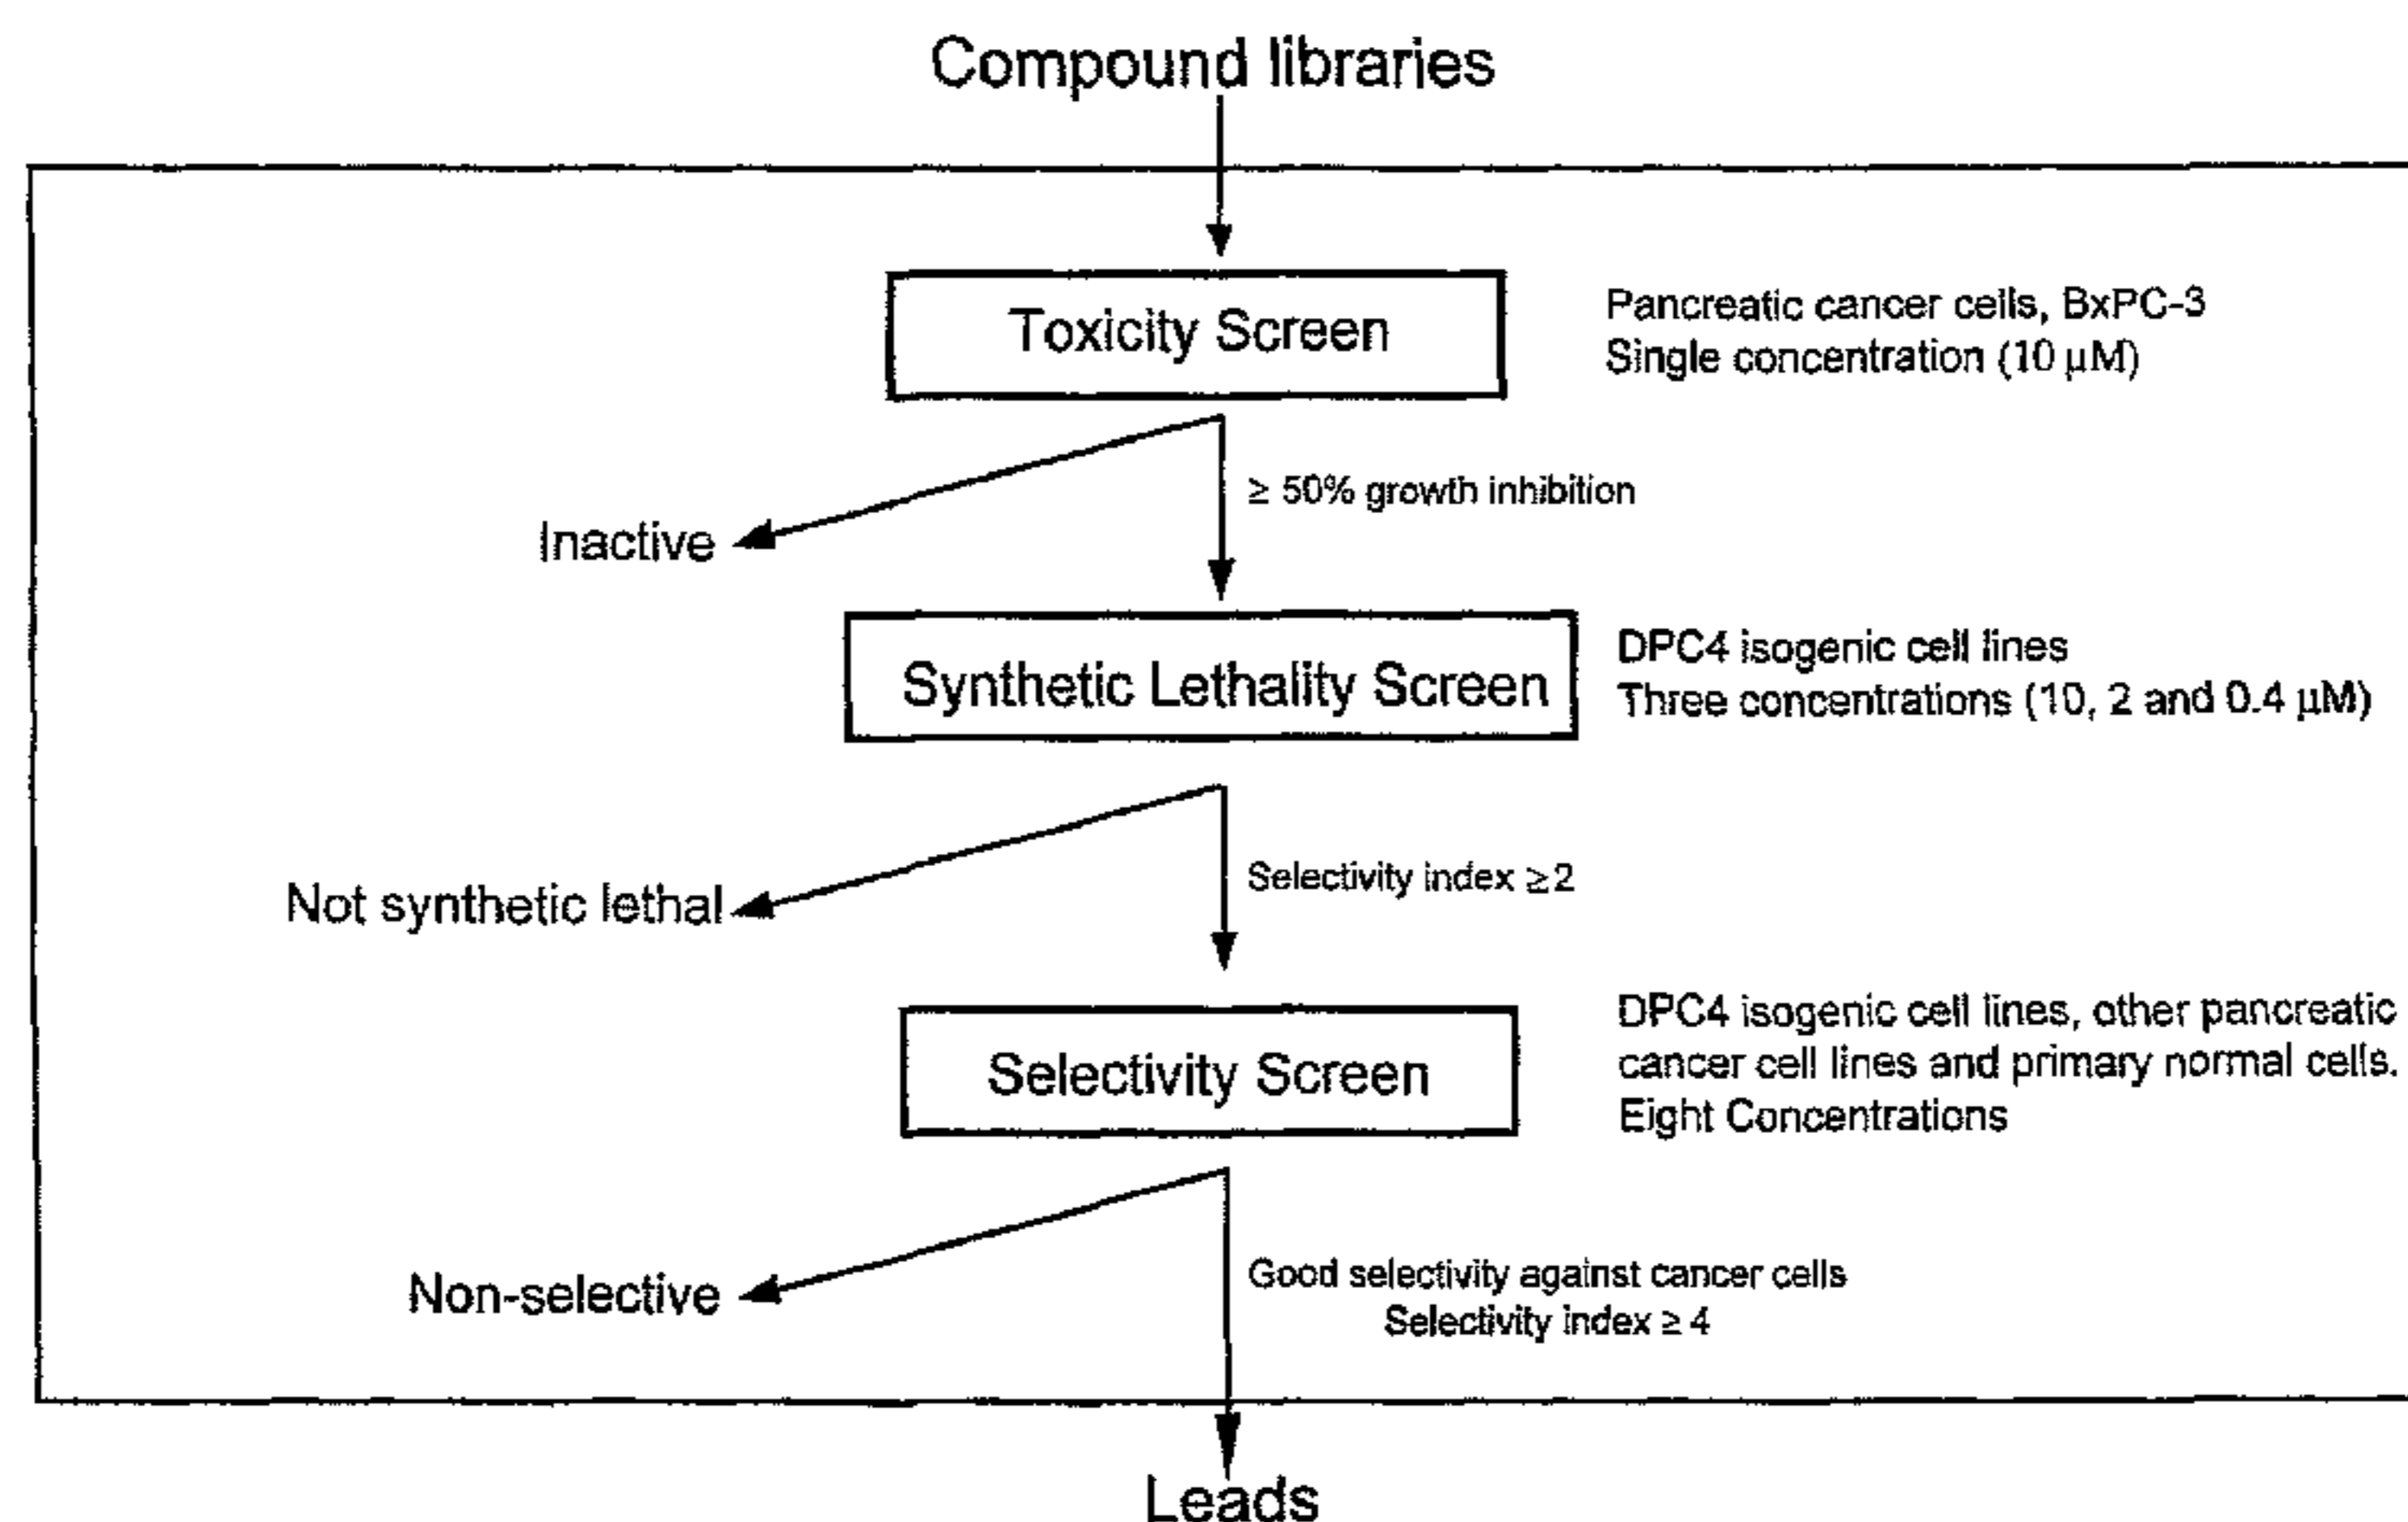 Compound libraries
Toxicity Screen
Pancreatic cancer cells, BxPC-3
Single concentration (10 µM)
≥ 50% growth inhibition
Inactive
Synthetic Lethality Screen
DPC4 isogenic cell lines
Three concentrations (10, 2 and 0.4 µM)
Selectivity index ≥2
Not synthetic lethal
Selectivity Screen
DPC4 isogenic cell lines, other pancreatic
cancer cell lines and primary normal cells.
Eight Concentrations
Good selectivity against cancer cells
Selectivity index ≥ 4
Non-selective
Leads